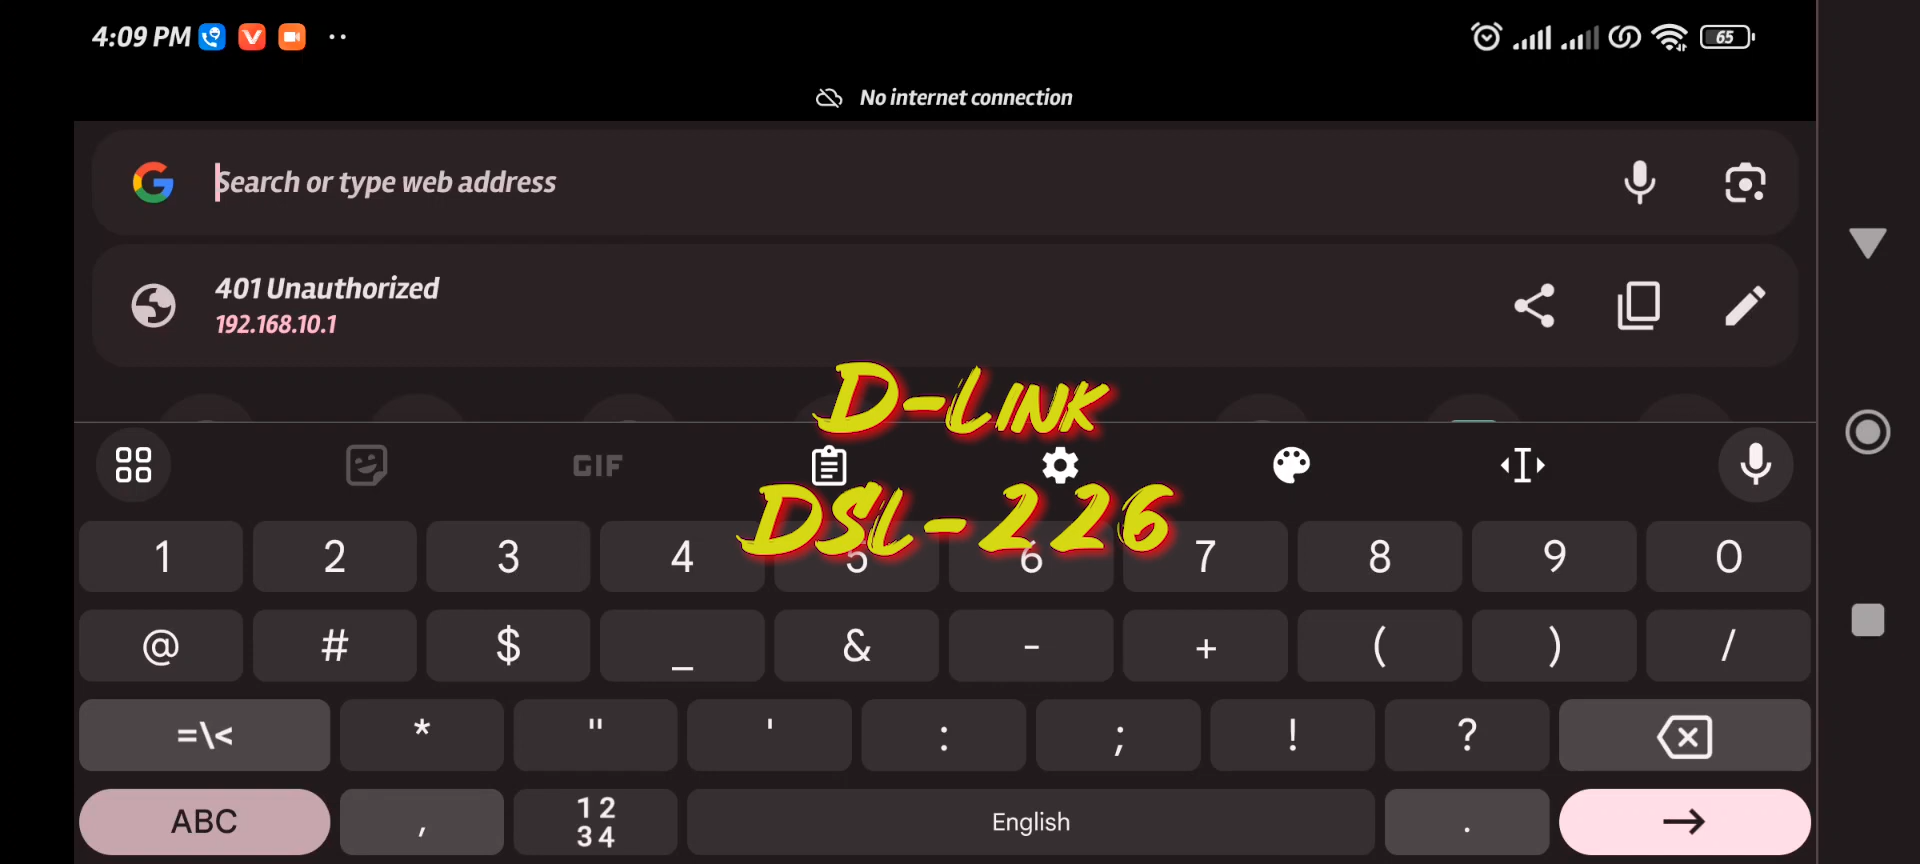 4:09 PM
65
No internet connection
Search or type web address
401 Unauthorized
192.168.10.1
D-Link
GIF
DSL-226
1 2 3 4 5 6 7 8 9 0
@ # $ _ & - + ( ) /
=\< * " ' : ; ! ?
ABC , 1 2 3 4 English .